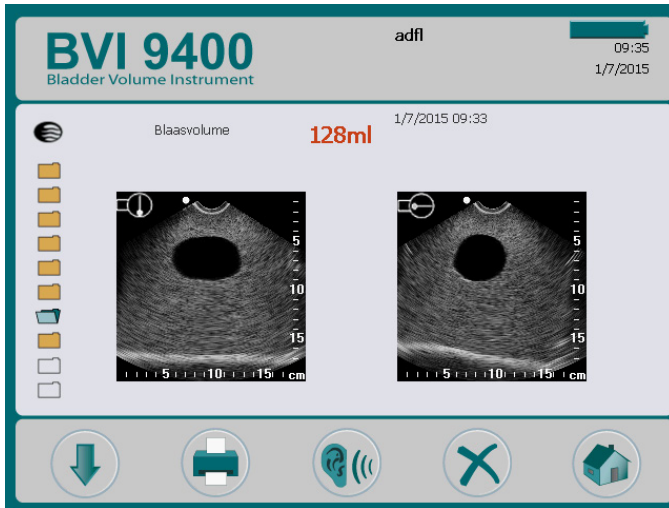 BVI 9400
Bladder Volume Instrument
adfl
09:35
1/7/2015
Blaasvolume
128ml
1/7/2015 09:33
5
10
15
5 10 15 cm
5
10
15
5 10 15 cm